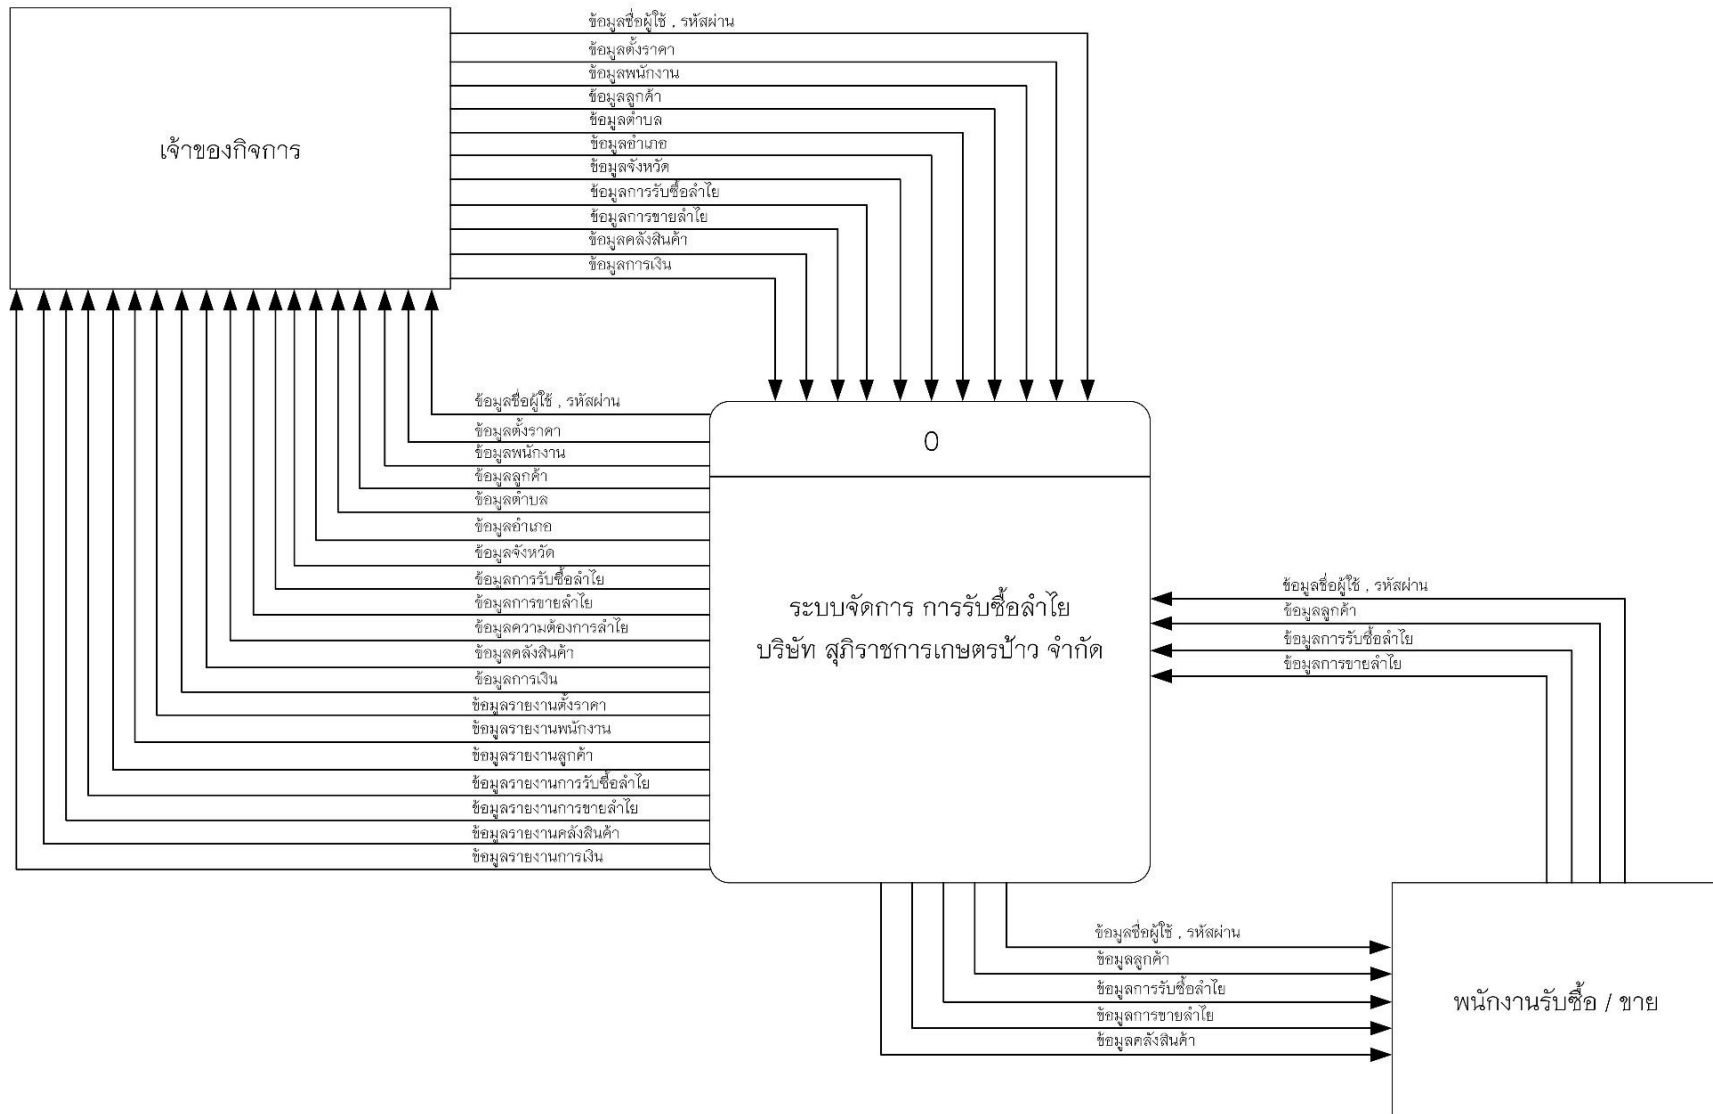 เจ้าของกิจการ
ข้อมูลชื่อผู้ใช้ , รหัสผ่าน
ข้อมูลตั้งราคา
ข้อมูลพนักงาน
ข้อมูลลูกค้า
ข้อมูลตำบล
ข้อมูลอำเภอ
ข้อมูลจังหวัด
ข้อมูลการรับซื้อลำไย
ข้อมูลการขายลำไย
ข้อมูลคลังสินค้า
ข้อมูลการเงิน
ข้อมูลชื่อผู้ใช้ , รหัสผ่าน
ข้อมูลตั้งราคา
ข้อมูลพนักงาน
ข้อมูลลูกค้า
ข้อมูลตำบล
ข้อมูลอำเภอ
ข้อมูลจังหวัด
ข้อมูลการรับซื้อลำไย
ข้อมูลการขายลำไย
ข้อมูลความต้องการลำไย
ข้อมูลคลังสินค้า
ข้อมูลการเงิน
ข้อมูลรายงานตั้งราคา
ข้อมูลรายงานพนักงาน
ข้อมูลรายงานลูกค้า
ข้อมูลรายงานการรับซื้อลำไย
ข้อมูลรายงานการขายลำไย
ข้อมูลรายงานคลังสินค้า
ข้อมูลรายงานการเงิน
0
ระบบจัดการ การรับซื้อลำไย
บริษัท สุภิราชการเกษตรป้าว จำกัด
ข้อมูลชื่อผู้ใช้ , รหัสผ่าน
ข้อมูลลูกค้า
ข้อมูลการรับซื้อลำไย
ข้อมูลการขายลำไย
ข้อมูลชื่อผู้ใช้ , รหัสผ่าน
ข้อมูลลูกค้า
ข้อมูลการรับซื้อลำไย
ข้อมูลการขายลำไย
ข้อมูลคลังสินค้า
พนักงานรับซื้อ / ขาย